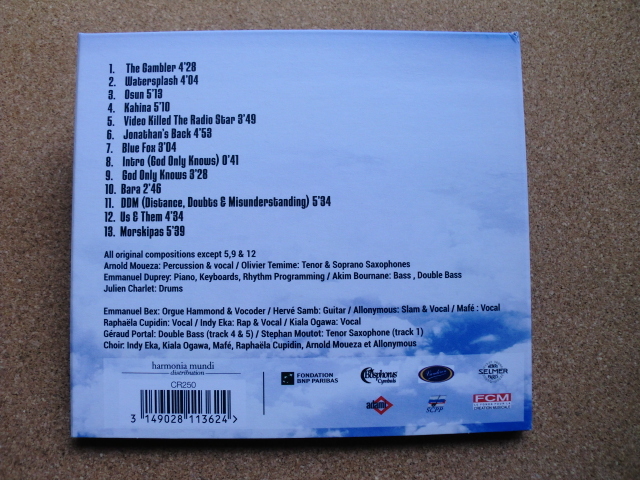 1. The Gambler 4'28
2. Watersplash 4'04
3. Osun 5'13
4. Kahina 5'10
5. Video Killed The Radio Star 3'49
6. Jonathan's Back 4'53
7. Blue Fox 3'04
8. Intro (God Only Knows) 0'41
9. God Only Knows 3'28
10. Bara 2'46
11. DDM (Distance, Doubts & Misunderstanding) 5'34
12. Us & Them 4'34
13. Morskipas 5'39
All original compositions except 5,9 & 12
Arnold Moueza: Percussion & vocal / Olivier Temime: Tenor & Soprano Saxophones
Emmanuel Duprey: Piano, Keyboards, Rhythm Programming / Akim Bournane: Bass , Double Bass
Julien Charlet: Drums
Emmanuel Bex: Orgue Hammond & Vocoder / Hervé Samb: Guitar / Allonymous: Slam & Vocal / Mafé : Vocal
Raphaëla Cupidin: Vocal / Indy Eka: Rap & Vocal / Kiala Ogawa: Vocal
Géraud Portal: Double Bass (track 4 & 5) / Stephan Moutot: Tenor Saxophone (track 1)
Choir: Indy Eka, Kiala Ogawa, Mafé, Raphaëla Cupidin, Arnold Moueza et Allonymous
harmonia mundi
distribution
CR250
3 149028 113624 >
FONDATION
BNP PARIBAS
Bosphorus
Cymbals
SELMER
PARIS
adami
SCPP
FCM